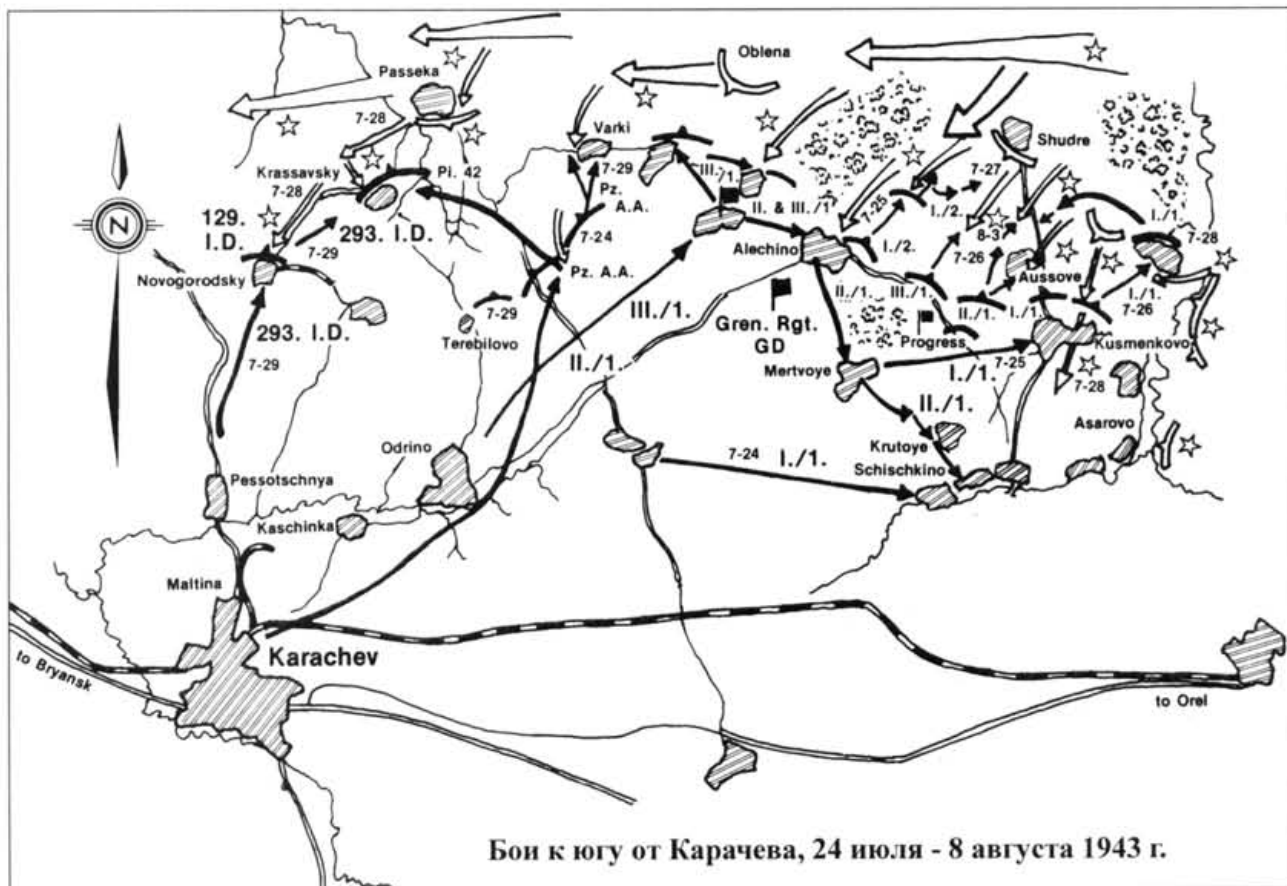 Oblena
Passeka
7-28
Shudre
Varki
Krassavsky
7-28
Pi. 42
III./1.
7-29
Pz.
A.A.
7-27
7-25
I./2.
II. & III./1
129.
I.D.
293. I.D.
7-29
7-24
I./2.
8-3
I./1.
7-28
N
Novogorodsky
Pz. A.A.
Alechino
7-26
Aussove
II./1.
III./1.
II./1.
I./1.
I./1.
7-26
293. I.D.
7-29
III./1.
7-29
Terebilovo
Gren. Rgt.
GD
Progress
Kusmenkovo
II./1.
Mertvoye
7-25
I./1.
7-28
II./1.
Asarovo
Odrino
Krutoye
7-24
I./1.
Schischkino
Pessotschnya
Kaschinka
Maltina
Karachev
to Bryansk
to Orel
Бои к югу от Карачева, 24 июля - 8 августа 1943 г.